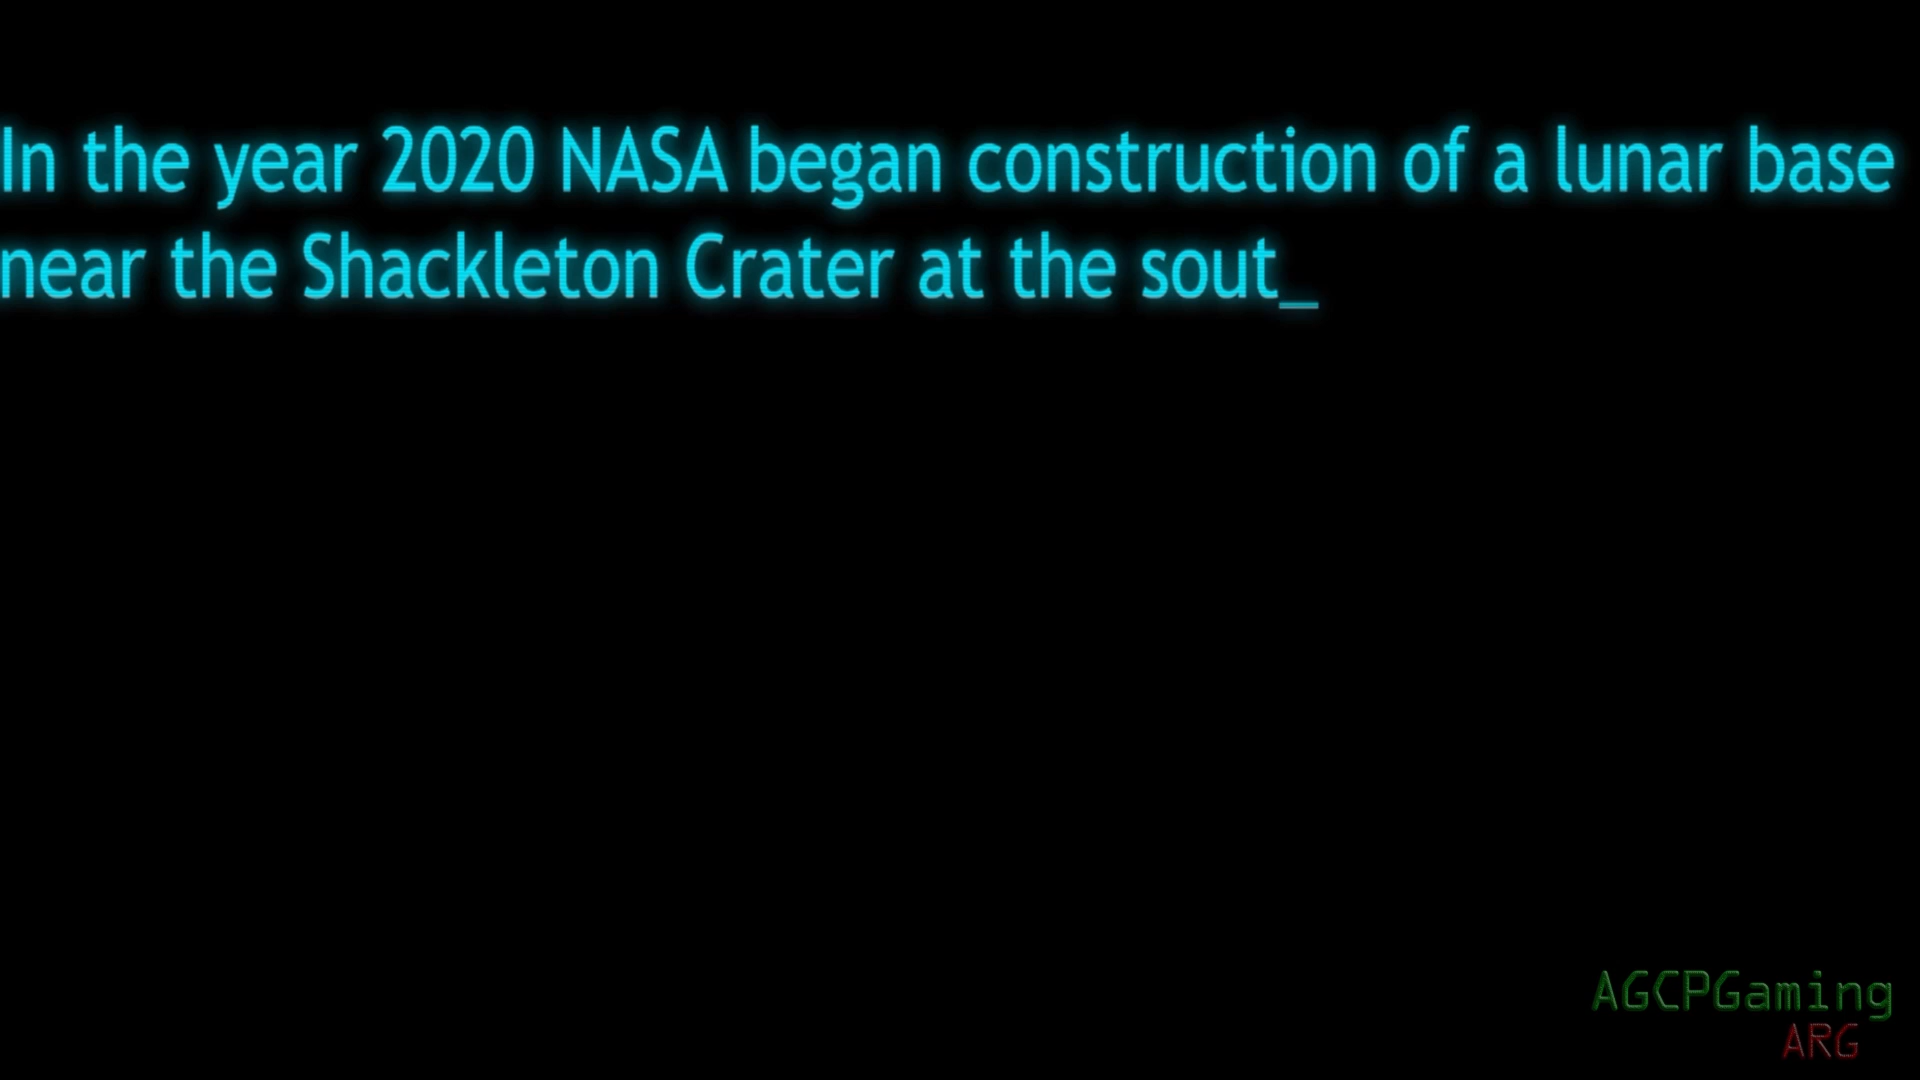 In the year 2020 NASA began construction of a lunar base
near the Shackleton Crater at the sout_
AGCPGaming
ARG